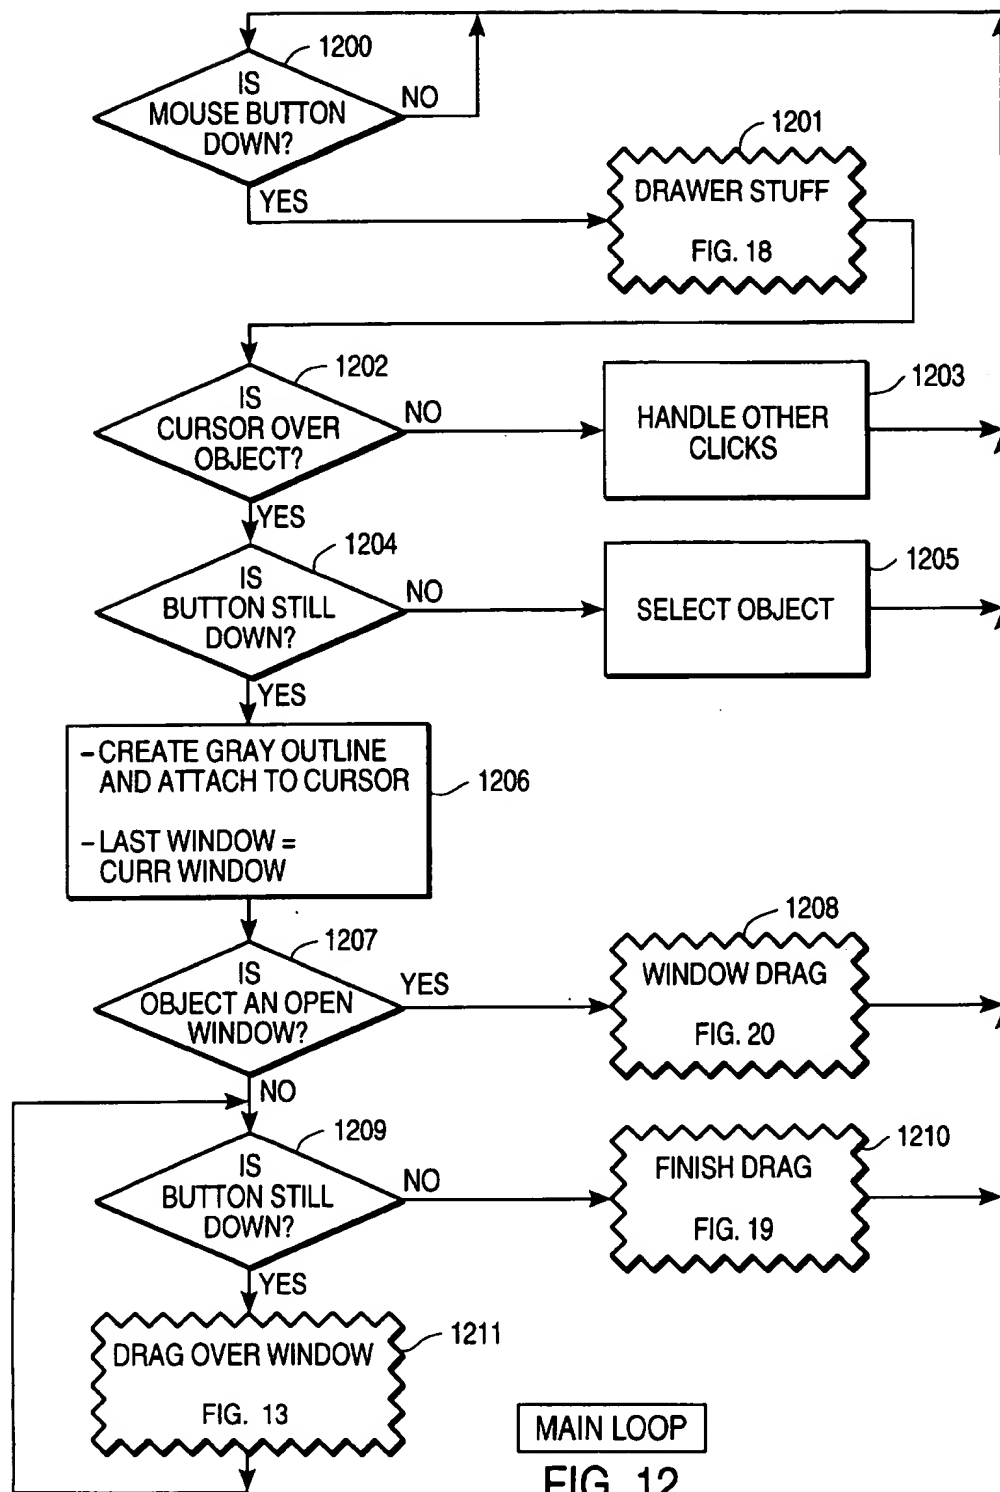 1200
IS
MOUSE BUTTON
DOWN?
NO
YES
1201
DRAWER STUFF
FIG. 18
1202
IS
CURSOR OVER
OBJECT?
NO
1203
HANDLE OTHER
CLICKS
YES
1204
IS
BUTTON STILL
DOWN?
NO
1205
SELECT OBJECT
YES
– CREATE GRAY OUTLINE
AND ATTACH TO CURSOR
1206
– LAST WINDOW =
CURR WINDOW
1207
IS
OBJECT AN OPEN
WINDOW?
YES
1208
WINDOW DRAG
FIG. 20
NO
1209
IS
BUTTON STILL
DOWN?
NO
1210
FINISH DRAG
FIG. 19
YES
1211
DRAG OVER WINDOW
FIG. 13
MAIN LOOP
FIG. 12